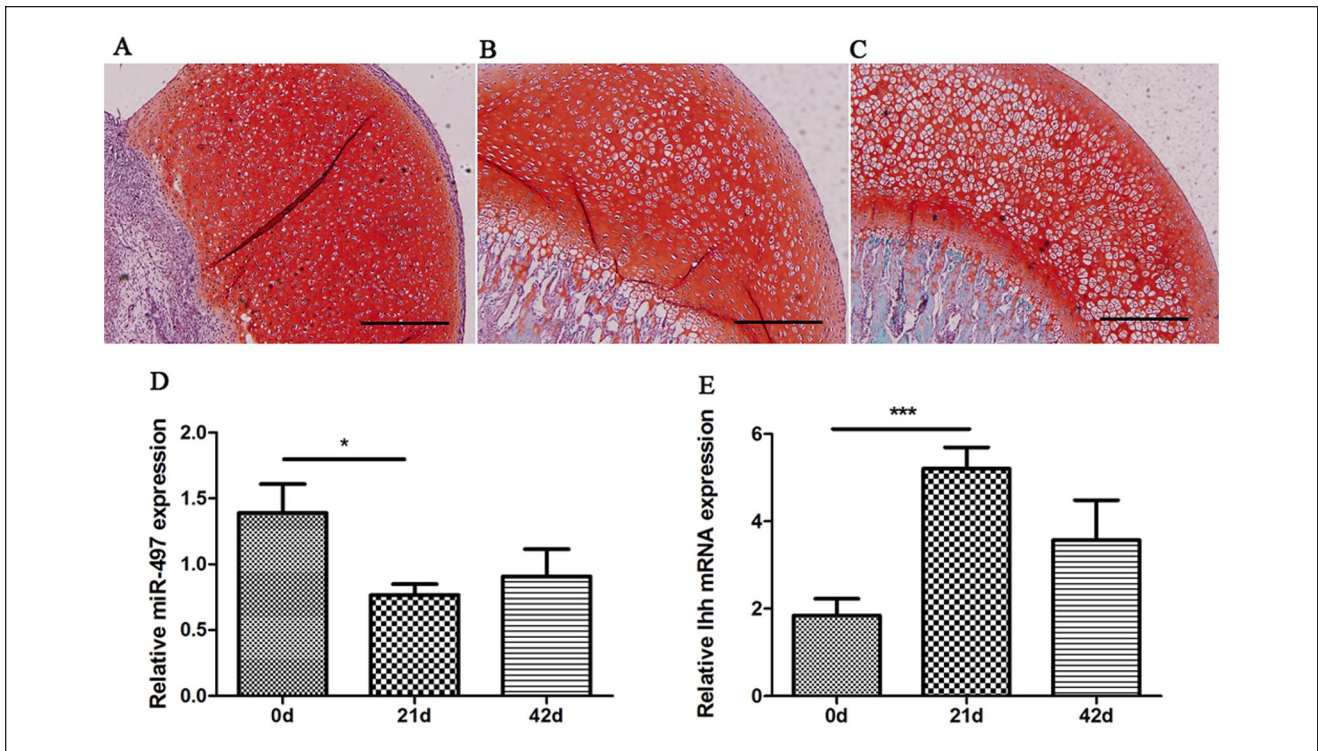 A
B
C
D
Relative miR-497 expression
2.0
1.5
1.0
0.5
0.0
*
0d
21d
42d
E
Relative Ihh mRNA expression
6
4
2
0
***
0d
21d
42d